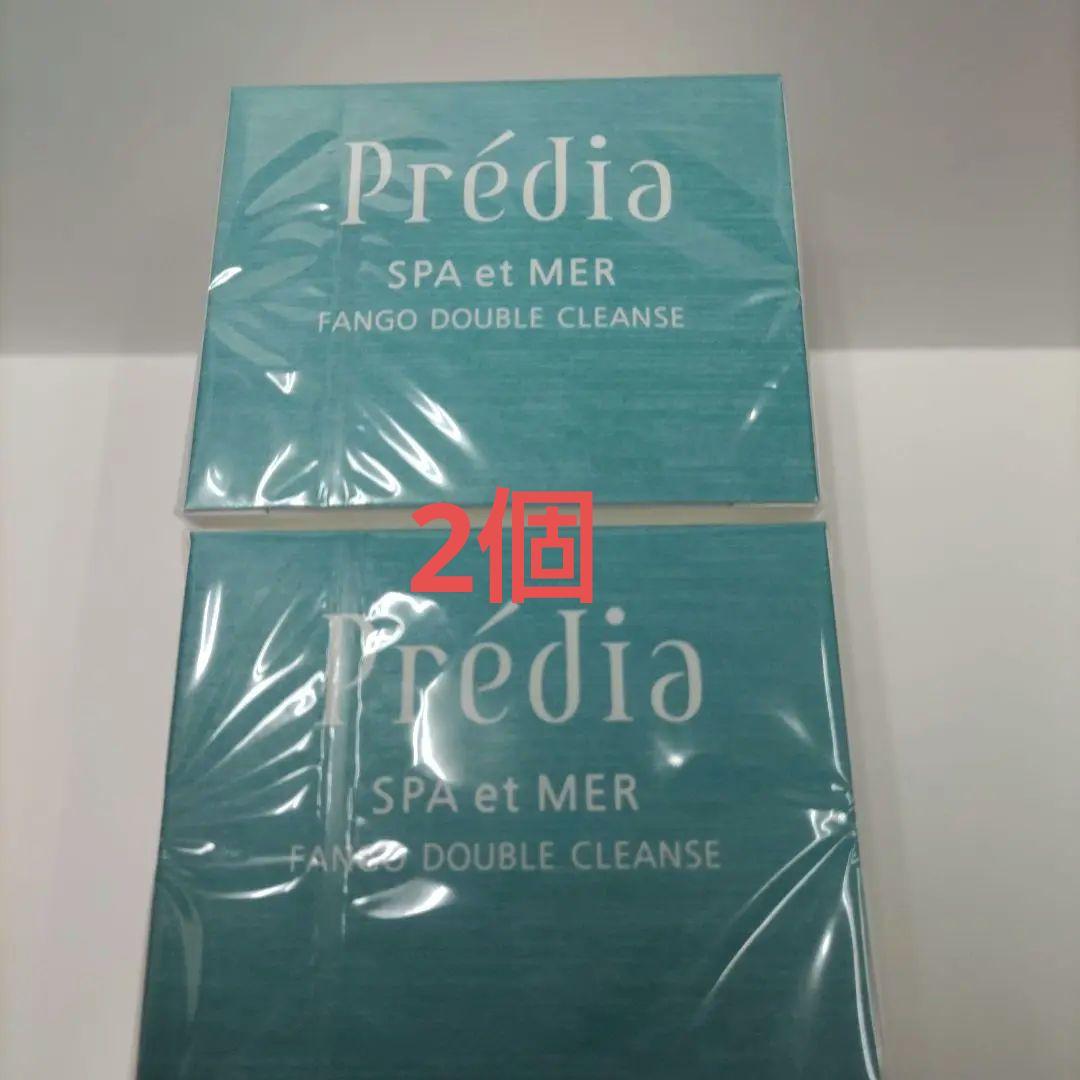 Prédia
SPA et MER
FANGO DOUBLE CLEANSE
2個
Prédia
SPA et MER
FANGO DOUBLE CLEANSE